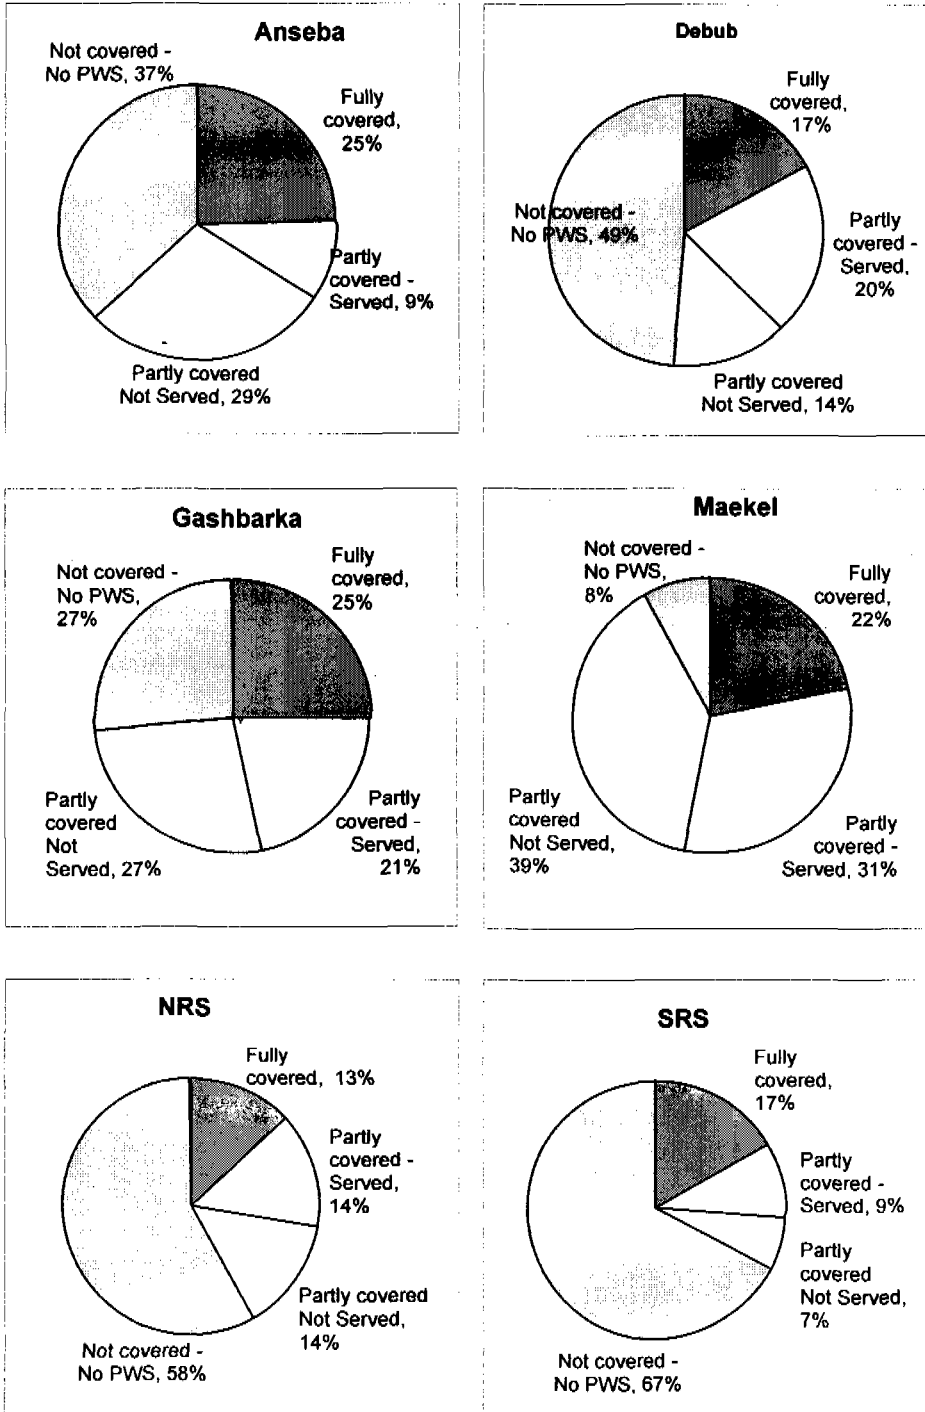 Anseba
Not covered -
No PWS, 37%
Fully
covered,
25%
Partly
covered -
Served, 9%
Partly covered
Not Served, 29%
Debub
Fully
covered,
17%
Not covered -
No PWS, 49%
Partly
covered -
Served,
20%
Partly covered
Not Served, 14%
Gashbarka
Not covered -
No PWS,
27%
Fully
covered,
25%
Partly
covered
Not
Served, 27%
Partly
covered -
Served,
21%
Maekel
Not covered -
No PWS,
8%
Fully
covered,
22%
Partly
covered
Not Served,
39%
Partly
covered -
Served, 31%
NRS
Fully
covered, 13%
Partly
covered -
Served,
14%
Partly covered
Not Served,
14%
Not covered -
No PWS, 58%
SRS
Fully
covered,
17%
Partly
covered -
Served, 9%
Partly
covered
Not Served,
7%
Not covered -
No PWS, 67%